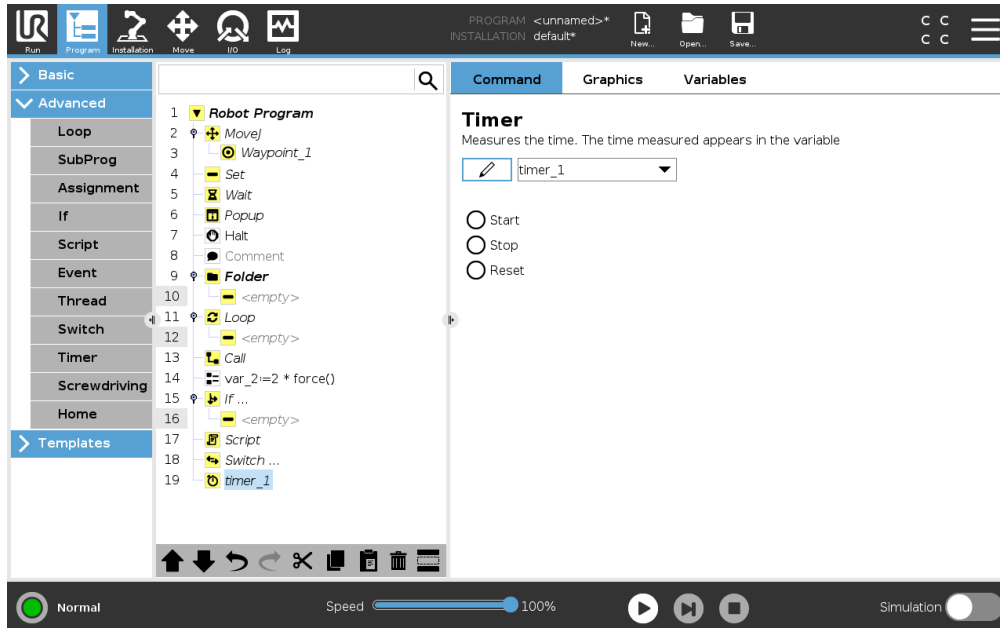 PROGRAM <unnamed>*
INSTALLATION default*
UR
Run
Program
Installation
Move
I/O
Log
New...
Open...
Save...
C C
C C
Basic
Advanced
Loop
SubProg
Assignment
If
Script
Event
Thread
Switch
Timer
Screwdriving
Home
Templates
1 Robot Program
2 MoveJ
3 Waypoint_1
4 Set
5 Wait
6 Popup
7 Halt
8 Comment
9 Folder
10 <empty>
11 Loop
12 <empty>
13 Call
14 var_2:=2 * force()
15 If ...
16 <empty>
17 Script
18 Switch ...
19 timer_1
Command Graphics Variables
Timer
Measures the time. The time measured appears in the variable
timer_1
Start
Stop
Reset
Normal
Speed 100%
Simulation